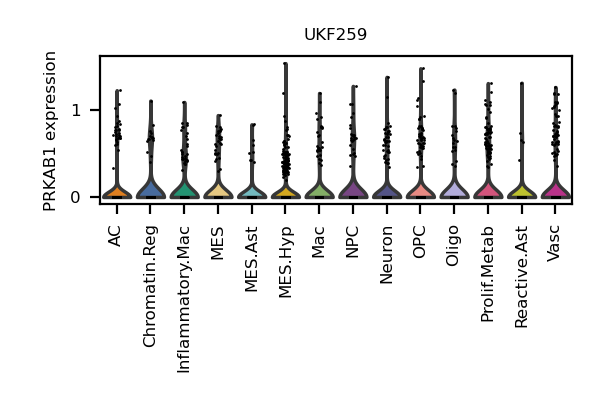 UKF259
PRKAB1 expression
1
0
AC
Chromatin.Reg
Inflammatory.Mac
MES
MES.Ast
MES.Hyp
Mac
NPC
Neuron
OPC
Oligo
Prolif.Metab
Reactive.Ast
Vasc